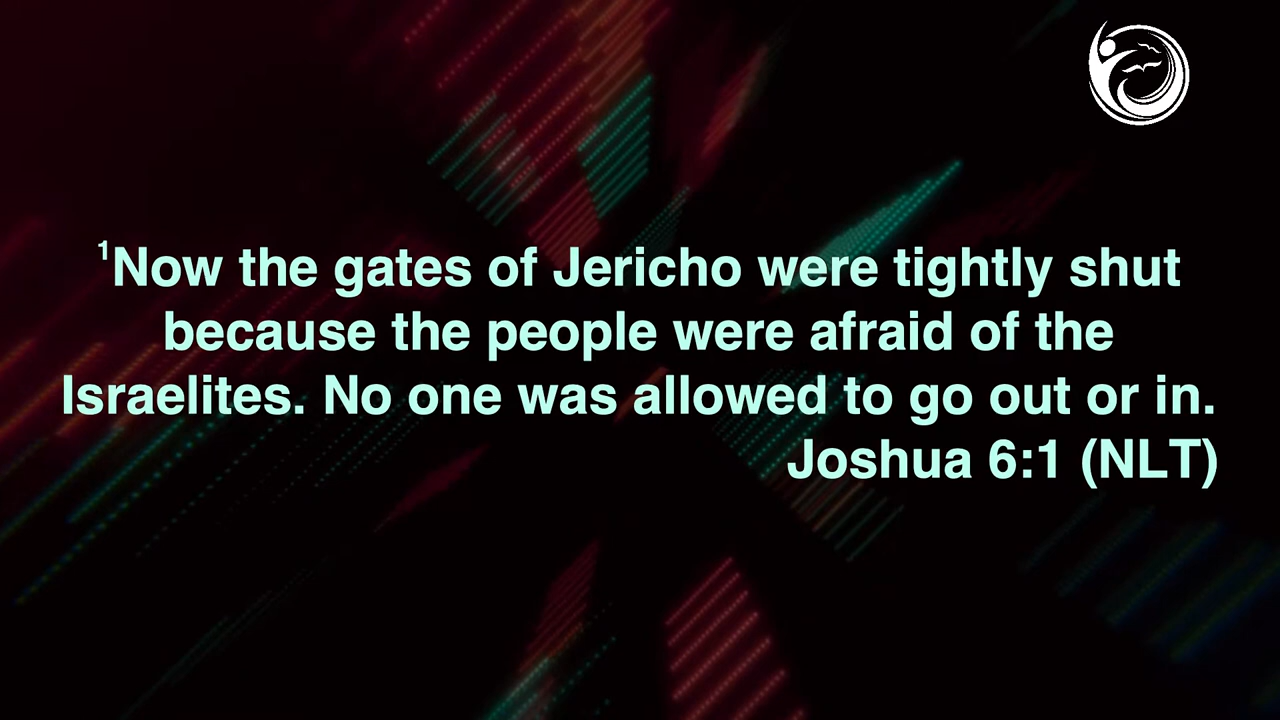 ¹Now the gates of Jericho were tightly shut
because the people were afraid of the
Israelites. No one was allowed to go out or in.
Joshua 6:1 (NLT)